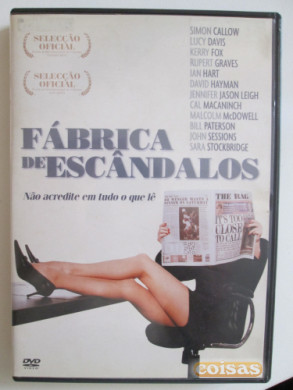 SELECÇÃO
OFICIAL
SELECÇÃO
OFICIAL
SIMON CALLOW
LUCY DAVIS
KERRY FOX
RUPERT GRAVES
IAN HART
DAVID HAYMAN
JENNIFER JASON LEIGH
CAL MACANINCH
MALCOLM McDOWELL
BILL PATERSON
JOHN SESSIONS
SARA STOCKBRIDGE
FÁBRICA
DE ESCÂNDALOS
Não acredite em tudo o que lê
THE RAG
IT'S TOO
CLOSE
TO CALL
DVD
coisas